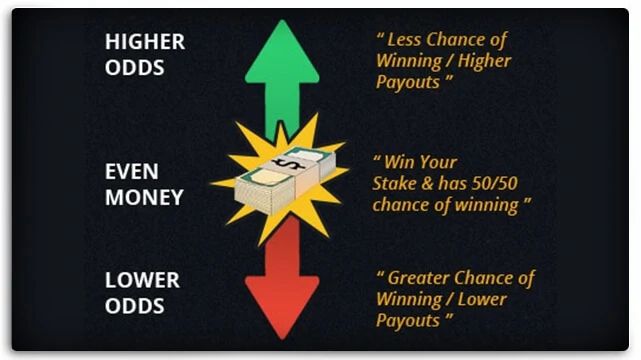 HIGHER
ODDS
“ Less Chance of
Winning / Higher
Payouts ”
EVEN
MONEY
$
“ Win Your
Stake & has 50/50
chance of winning ”
LOWER
ODDS
“ Greater Chance of
Winning / Lower
Payouts ”